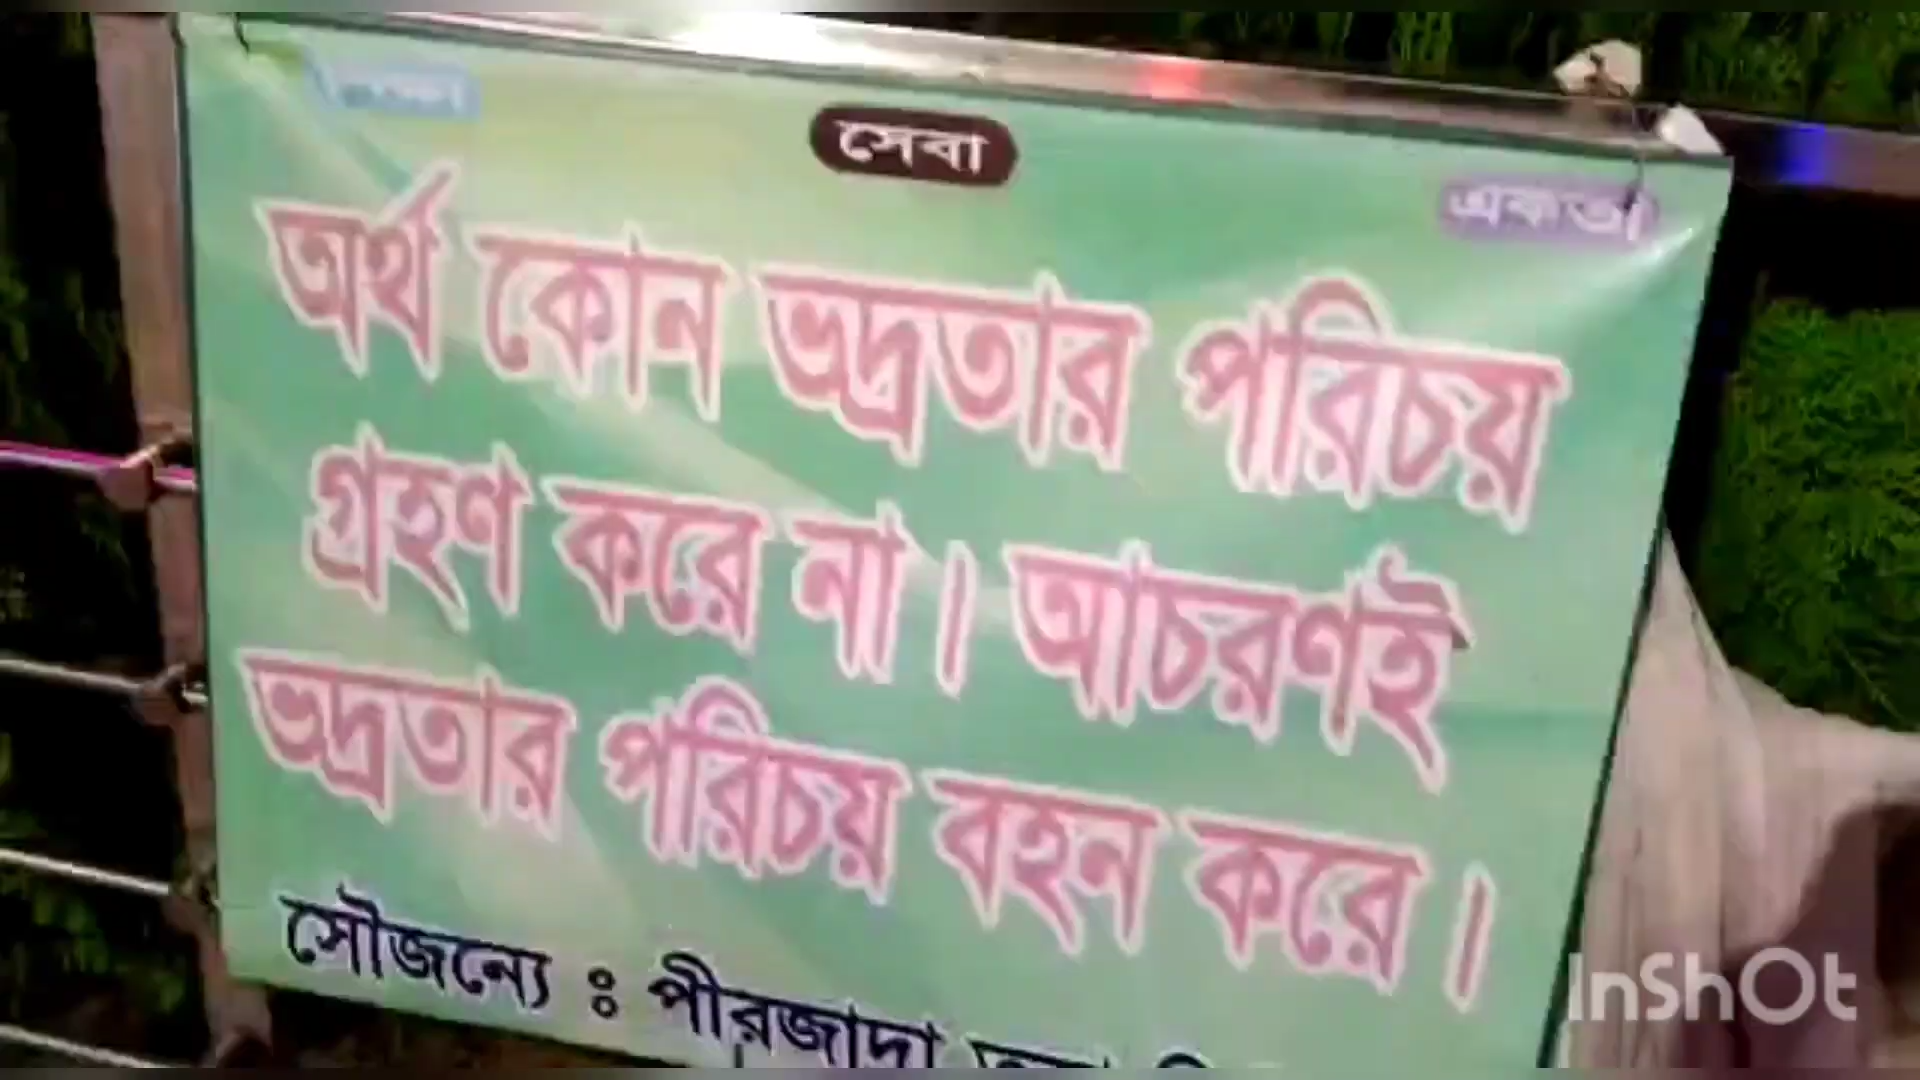 সেবা
একতা
অর্থ কোন ভদ্রতার পরিচয়
গ্রহণ করে না। আচরণই
ভদ্রতার পরিচয় বহন করে।
সৌজন্যে ঃ পীরজাদা
InShOt